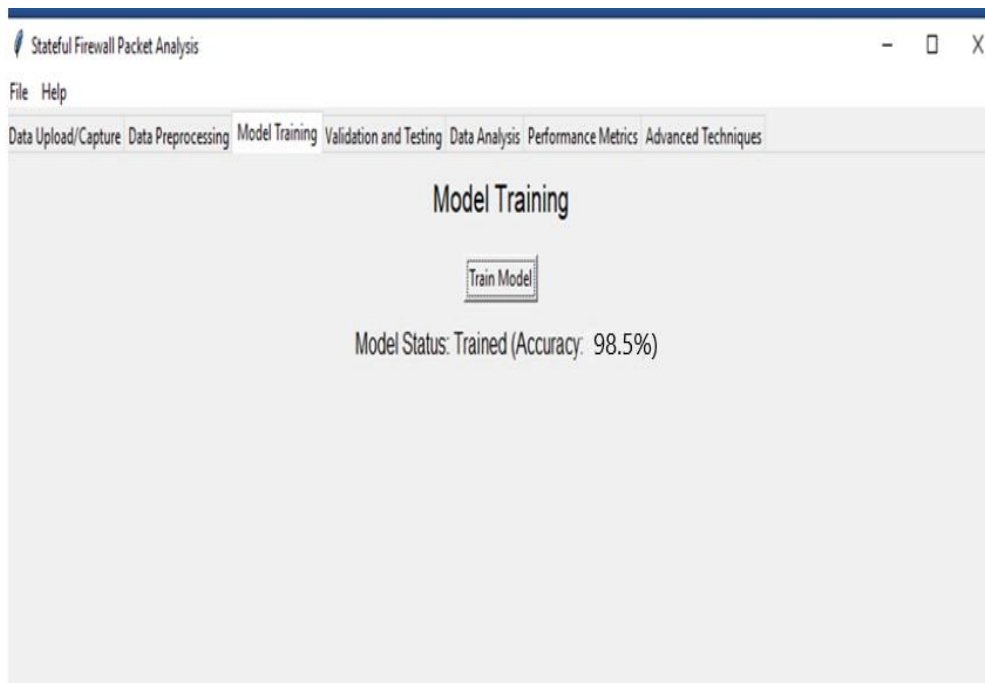 Stateful Firewall Packet Analysis
File Help
Data Upload/Capture Data Preprocessing Model Training Validation and Testing Data Analysis Performance Metrics Advanced Techniques
Model Training
Train Model
Model Status: Trained (Accuracy: 98.5%)